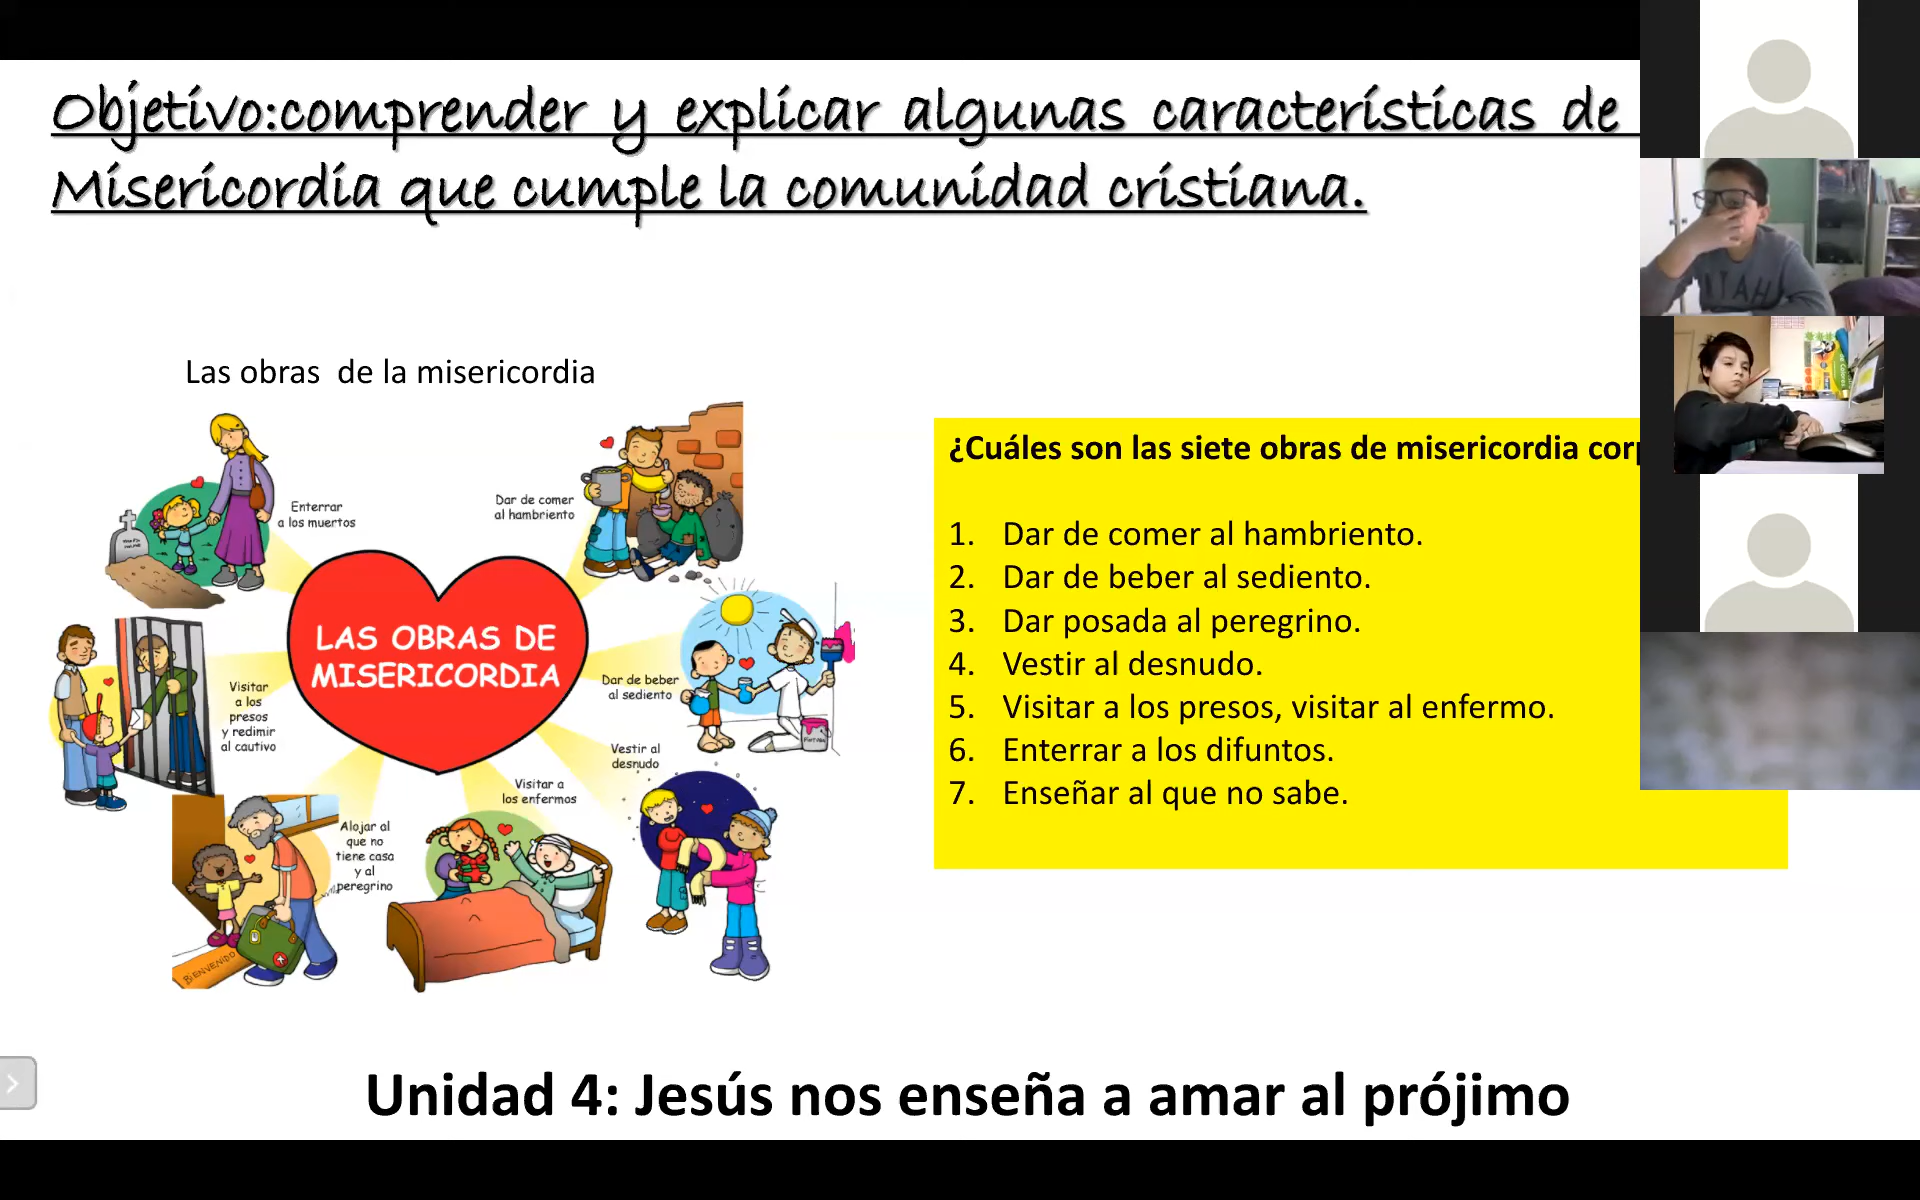 Objetivo:comprender y explicar algunas características de
Misericordia que cumple la comunidad cristiana.
Las obras de la misericordia
Enterrar
a los muertos
Dar de comer
al hambriento
LAS OBRAS DE
MISERICORDIA
Visitar
a los
presos
y redimir
al cautivo
Dar de beber
al sediento
Vestir al
desnudo
Visitar a
los enfermos
Alojar al
que no
tiene casa
y al
peregrino
BIENVENIDO
¿Cuáles son las siete obras de misericordia
1. Dar de comer al hambriento.
2. Dar de beber al sediento.
3. Dar posada al peregrino.
4. Vestir al desnudo.
5. Visitar a los presos, visitar al enfermo.
6. Enterrar a los difuntos.
7. Enseñar al que no sabe.
Unidad 4: Jesús nos enseña a amar al prójimo